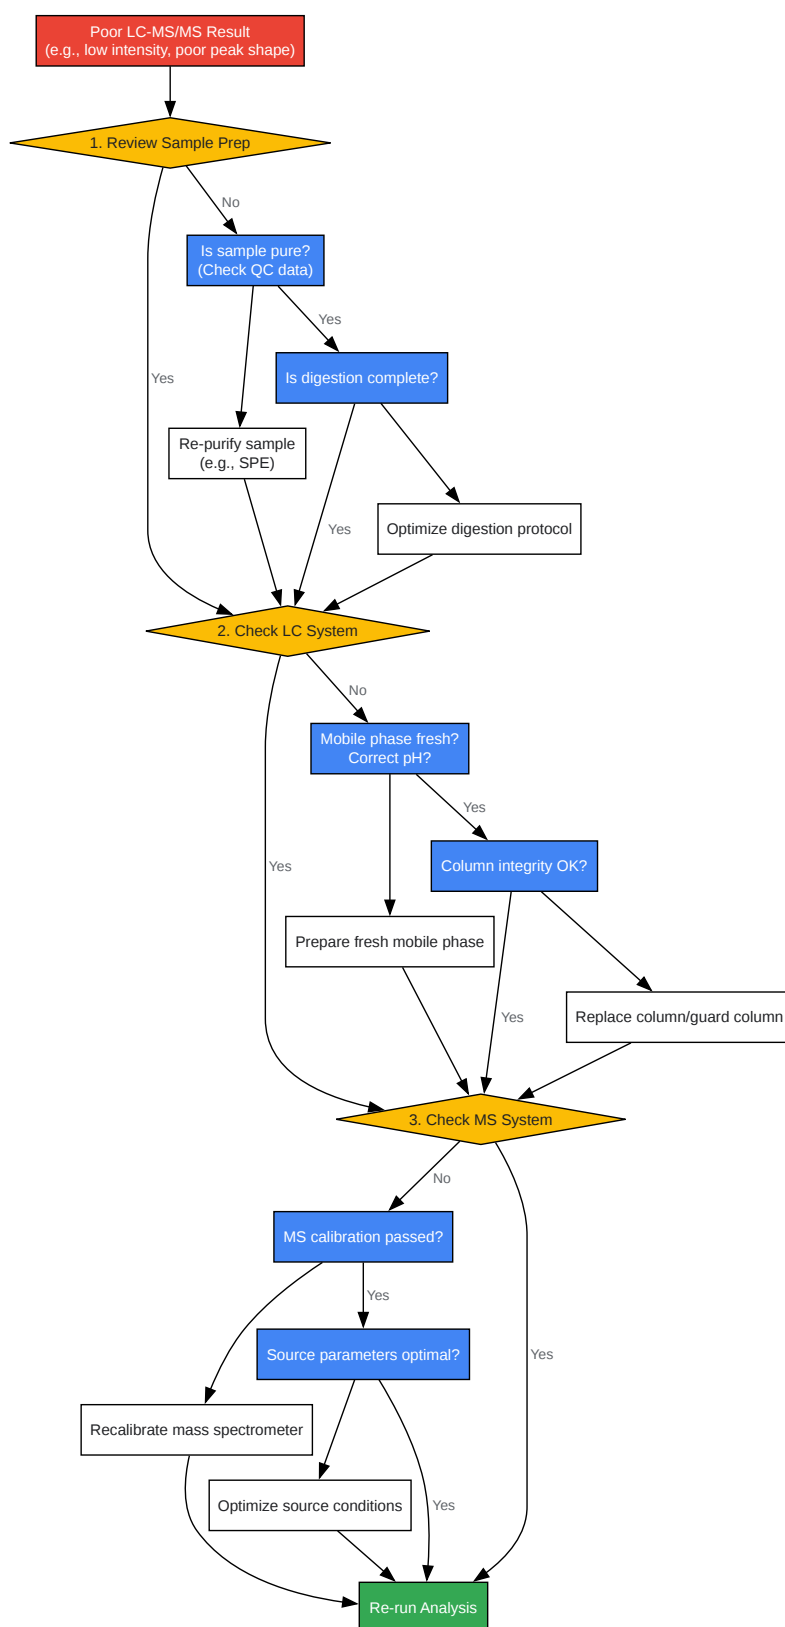 Poor LC-MS/MS Result
(e.g., low intensity, poor peak shape)
1. Review Sample Prep
No
Is sample pure?
(Check QC data)
Yes
Yes
Is digestion complete?
Re-purify sample
(e.g., SPE)
Yes
Optimize digestion protocol
2. Check LC System
No
Mobile phase fresh?
Correct pH?
Yes
Yes
Column integrity OK?
Prepare fresh mobile phase
Yes
Replace column/guard column
3. Check MS System
No
MS calibration passed?
Yes
Source parameters optimal?
Yes
Recalibrate mass spectrometer
Optimize source conditions
Yes
Re-run Analysis